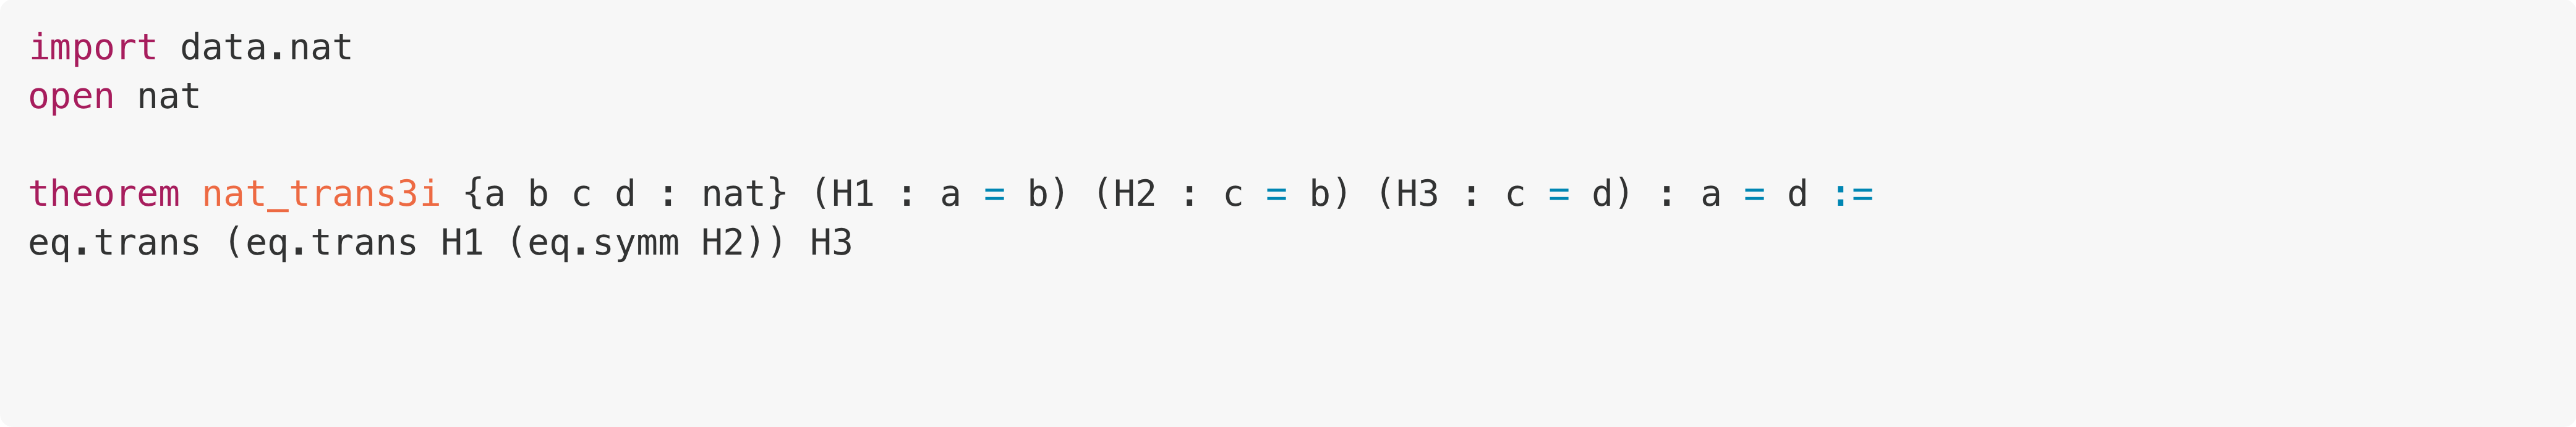 import data.nat
open nat

theorem nat_trans3i {a b c d : nat} (H1 : a = b) (H2 : c = b) (H3 : c = d) : a = d :=
eq.trans (eq.trans H1 (eq.symm H2)) H3